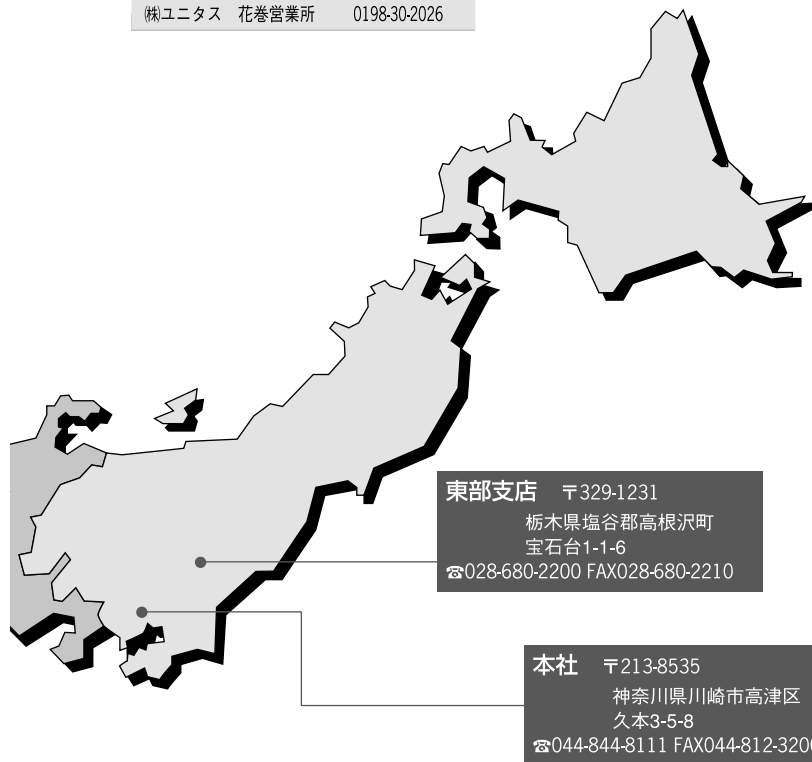 ㈱ユニタス 花巻営業所 0198-30-2026
東部支店 〒329-1231
栃木県塩谷郡高根沢町
宝石台1-1-6
☎028-680-2200 FAX028-680-2210
本社 〒213-8535
神奈川県川崎市高津区
久本3-5-8
☎044-844-8111 FAX044-812-3200